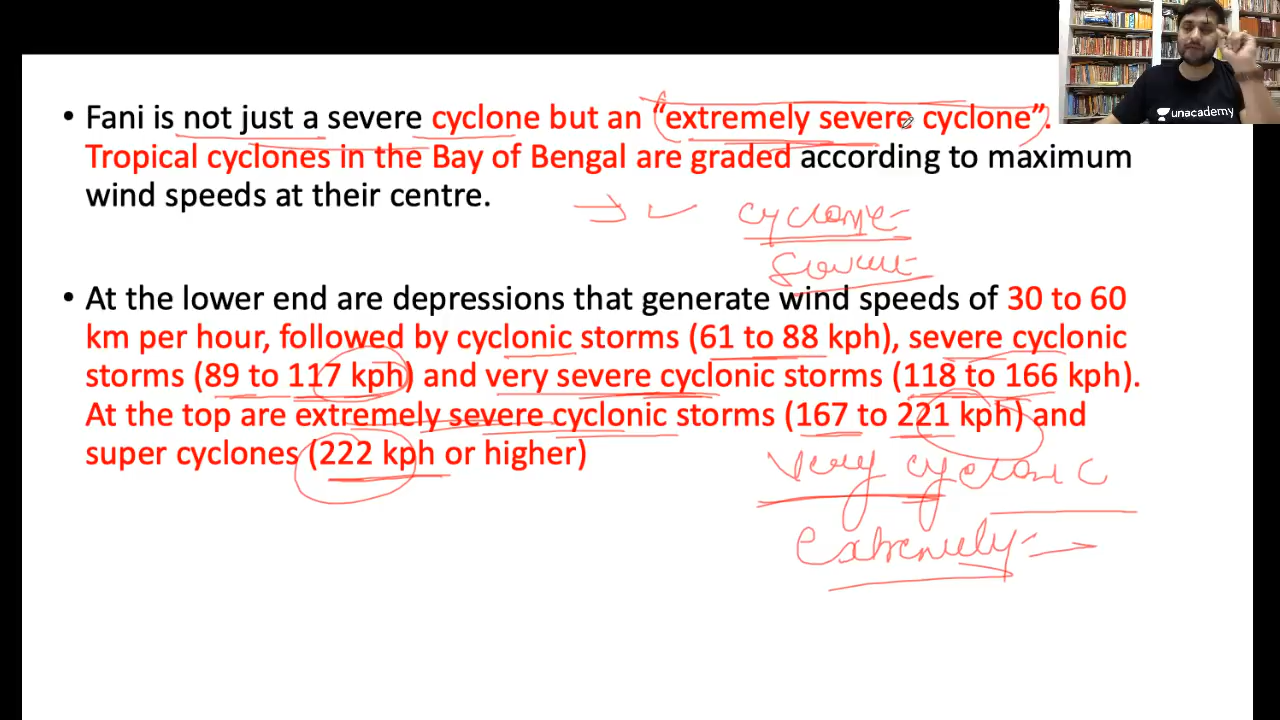 unacademy
• Fani is not just a severe cyclone but an “extremely severe cyclone”.
Tropical cyclones in the Bay of Bengal are graded according to maximum
wind speeds at their centre.
cyclone
• At the lower end are depressions that generate wind speeds of 30 to 60
km per hour, followed by cyclonic storms (61 to 88 kph), severe cyclonic
storms (89 to 117 kph) and very severe cyclonic storms (118 to 166 kph).
At the top are extremely severe cyclonic storms (167 to 221 kph) and
super cyclones (222 kph or higher)
very cyclonic
extremely